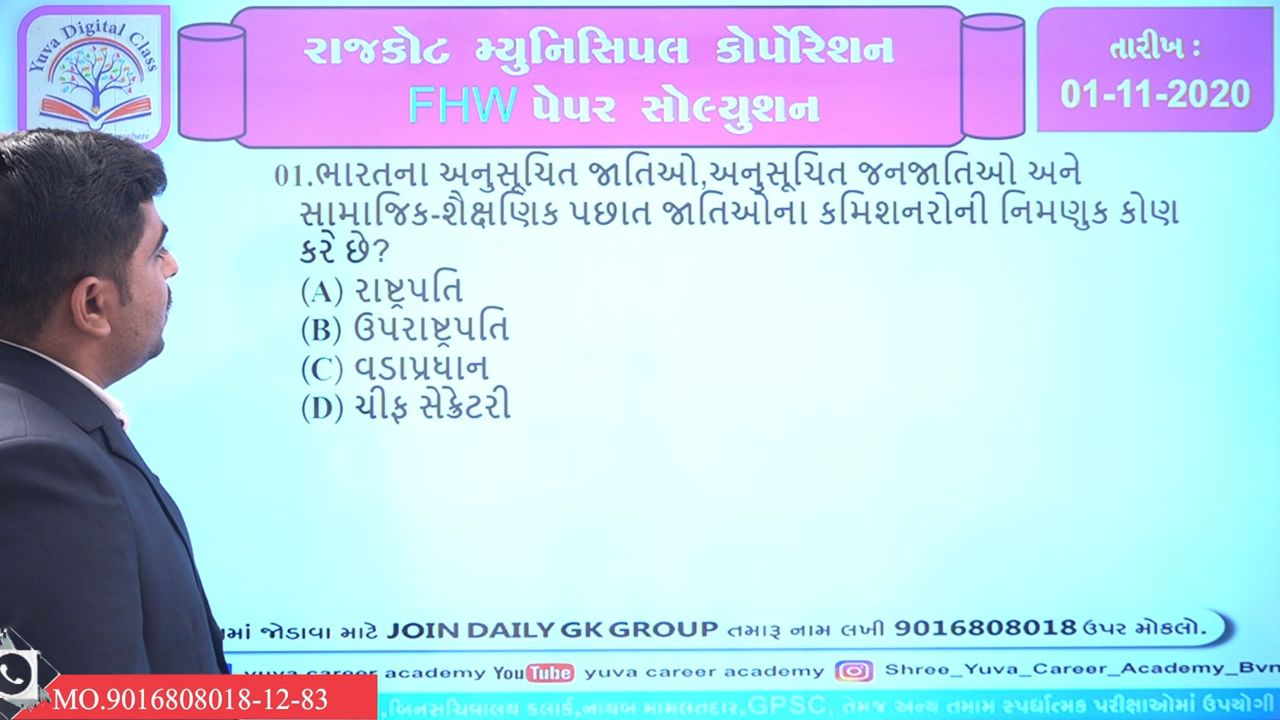 Yuva Digital Class
રાજકોટ મ્યુનિસિપલ કોર્પોરેશન
FHW પેપર સોલ્યુશન
તારીખ :
01-11-2020
01.ભારતના અનુસૂચિત જાતિઓ,અનુસૂચિત જનજાતિઓ અને
સામાજિક-શૈક્ષણિક પછાત જાતિઓના કમિશનરોની નિમણુક કોણ
કરે છે?
(A) રાષ્ટ્રપતિ
(B) ઉપરાષ્ટ્રપતિ
(C) વડાપ્રધાન
(D) ચીફ સેક્રેટરી
માં જોડાવા માટે JOIN DAILY GK GROUP તમારૂ નામ લખી 9016808018 ઉપર મોકલો.
yuva career academy YouTube yuva career academy Shree_Yuva_Career_Academy_Bvn
MO.9016808018-12-83
,બિનસચિવાલય કલાર્ક,નાયબ મામલતદાર,GPSC, તેમજ અન્ય તમામ સ્પર્ધાત્મક પરીક્ષાઓમાં ઉપયોગી